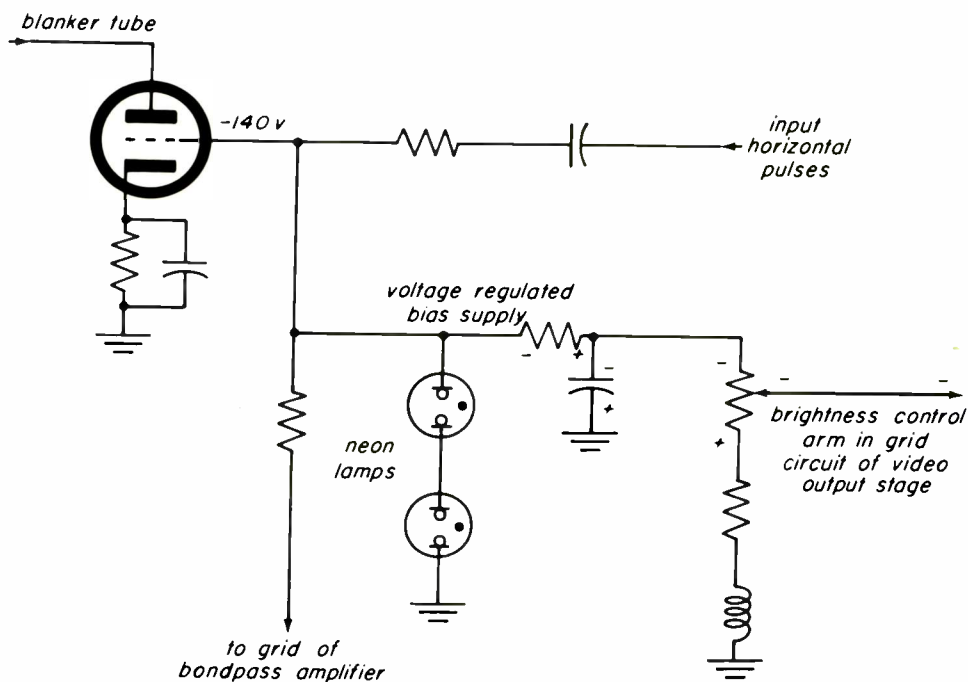 blanker tube
-140 v
input
horizontal
pulses
voltage regulated
bias supply
- +
-
+
-
+
- -
brightness control
arm in grid
circuit of video
output stage
neon
lamps
to grid of
bondpass amplifier